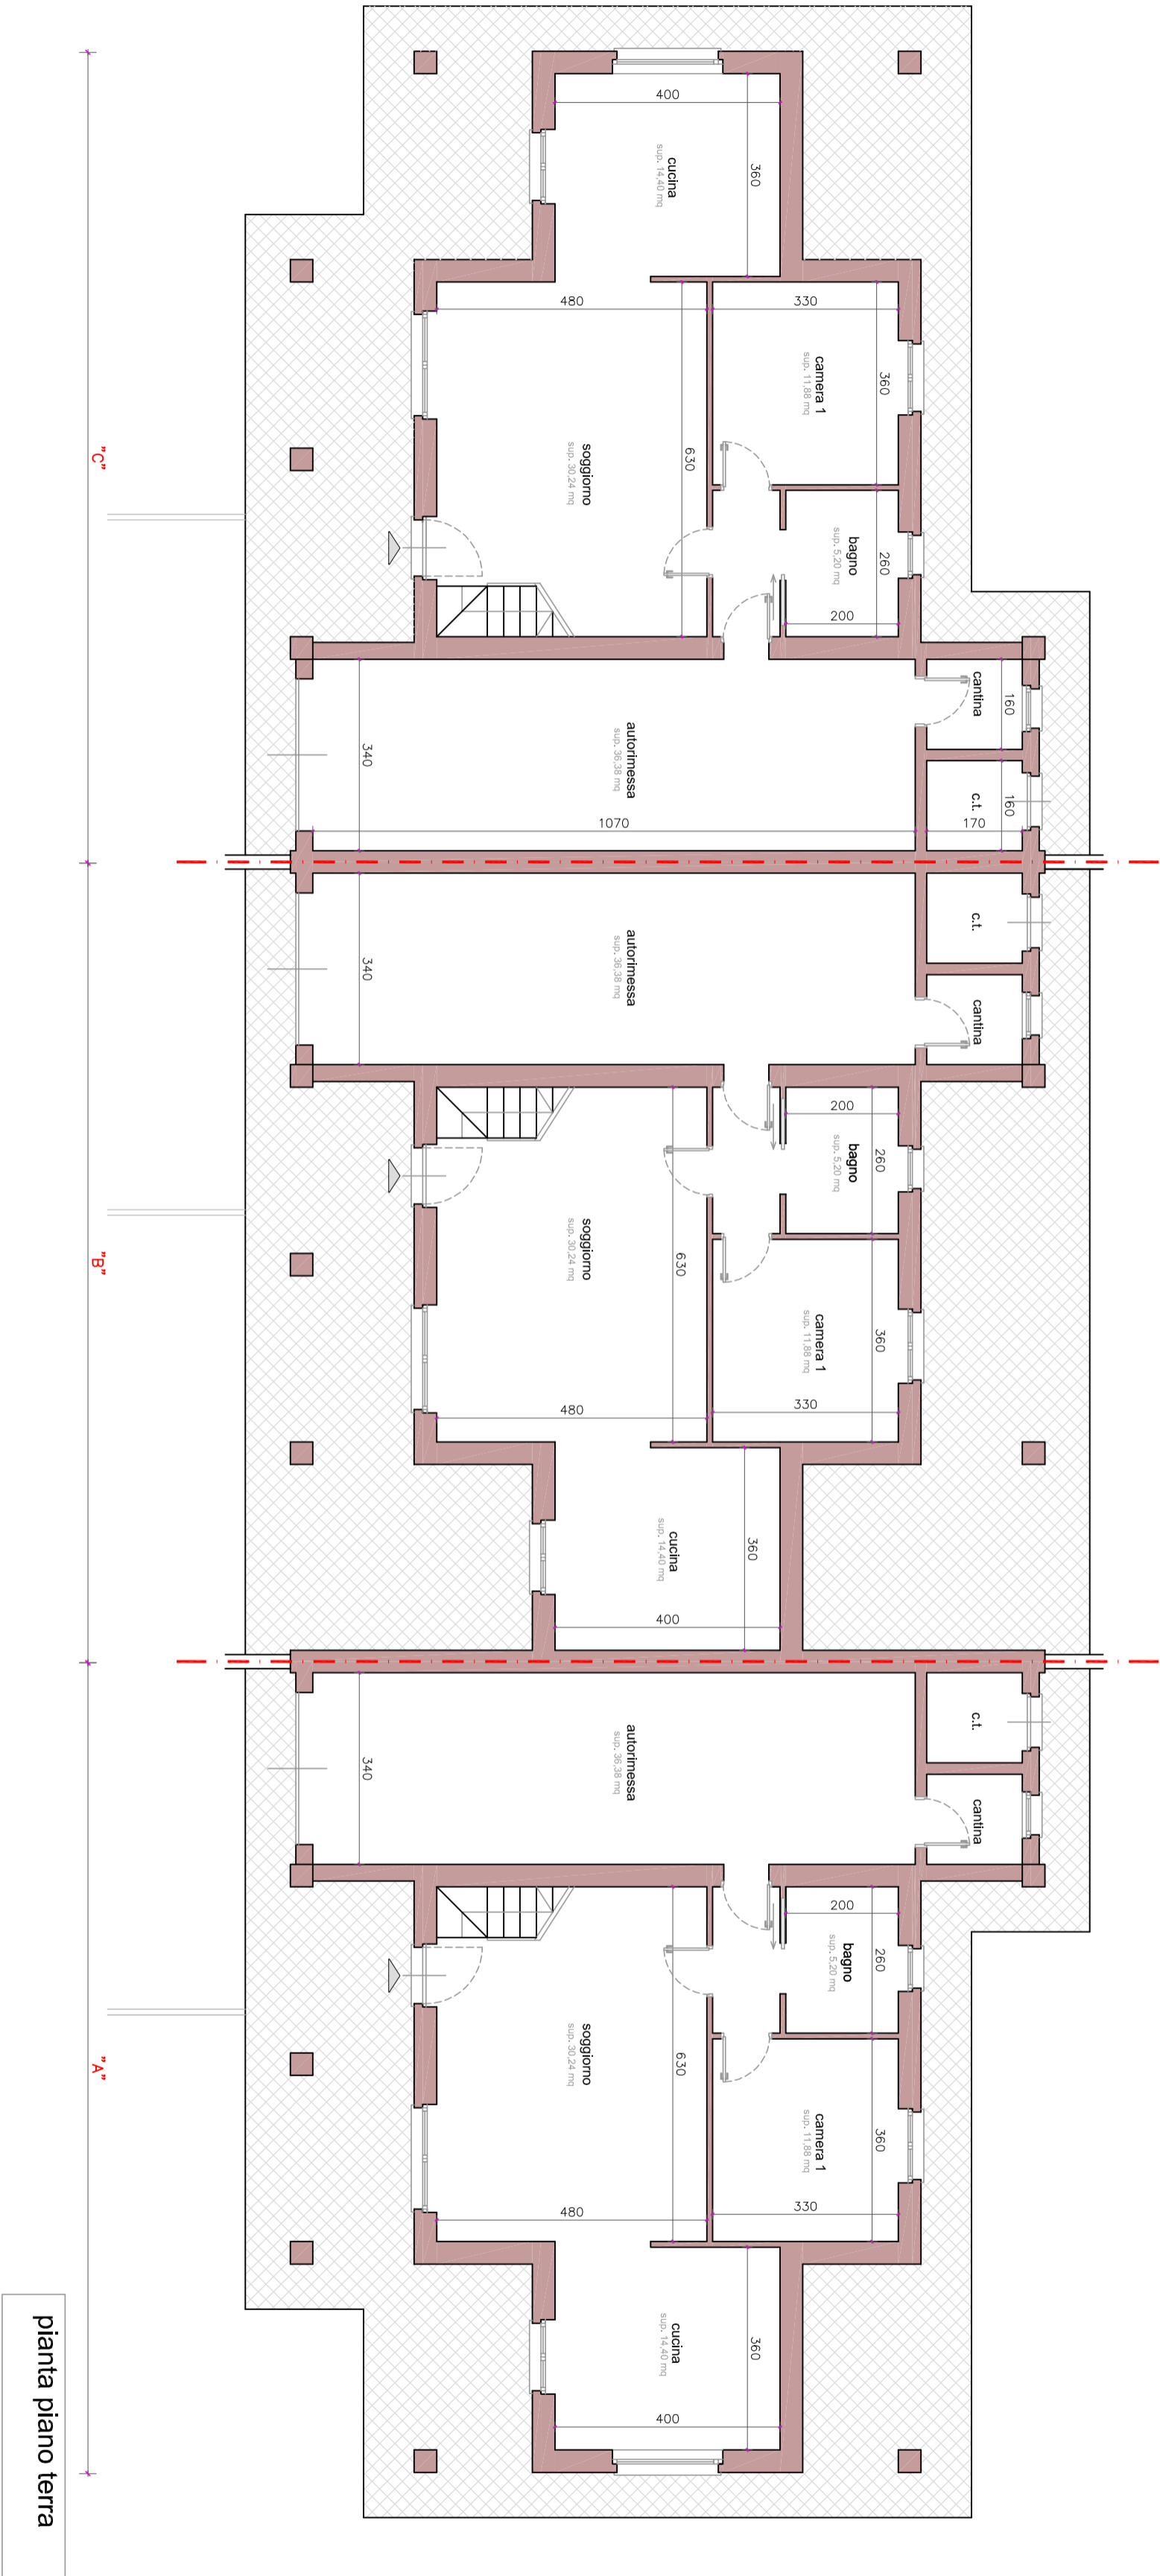 400
360
cucina
sup. 14,40 mq
480
330
360
camera 1
sup. 11,88 mq
630
soggiorno
sup. 30,24 mq
bagno
sup. 5,20 mq
260
200
"C"
cantina
160
340
autorimessa
sup. 36,38 mq
c.t.
160
1070
170
autorimessa
sup. 36,38 mq
340
c.t.
cantina
200
bagno
sup. 5,20 mq
260
soggiorno
sup. 30,24 mq
630
"B"
camera 1
sup. 11,88 mq
360
330
480
cucina
sup. 14,40 mq
360
400
c.t.
autorimessa
sup. 36,38 mq
340
cantina
200
bagno
sup. 5,20 mq
260
soggiorno
sup. 30,24 mq
630
"A"
camera 1
sup. 11,88 mq
360
330
480
cucina
sup. 14,40 mq
360
400
pianta piano terra